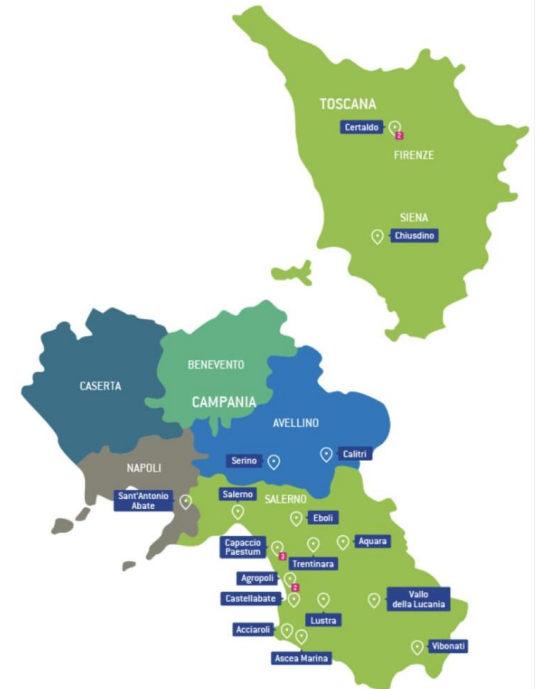 TOSCANA
Certaldo
2
FIRENZE
SIENA
Chiusdino
BENEVENTO
CASERTA
CAMPANIA
AVELLINO
NAPOLI
Serino
Calitri
Sant'Antonio
Abate
Salerno
SALERNO
Eboli
Capaccio
Paestum
3
Trentinara
Aquara
Agropoli
2
Castellabate
Lustra
Vallo
della Lucania
Acciaroli
Ascea Marina
Vibonati